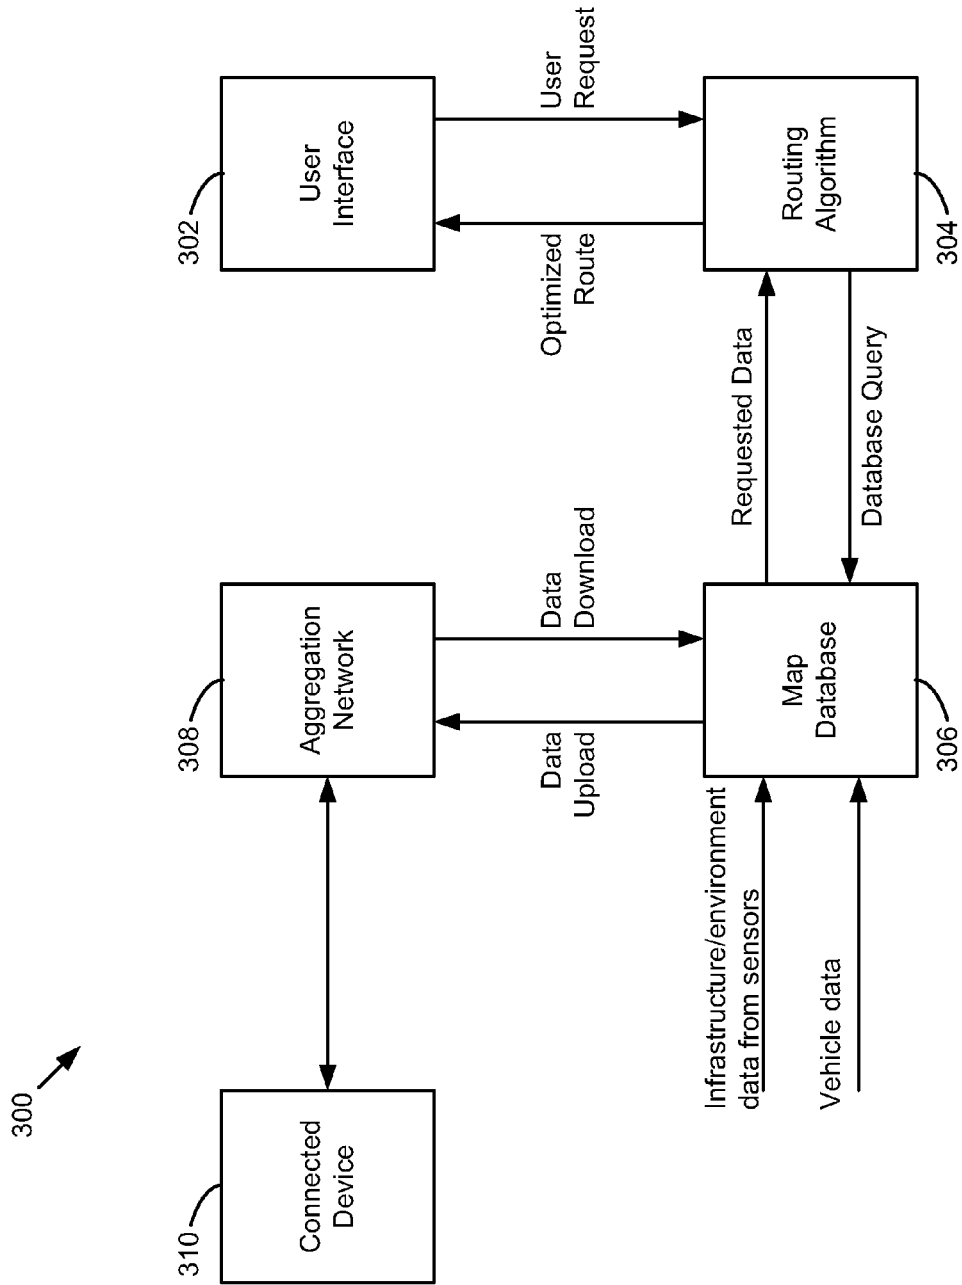 300
310
Connected
Device
308
Aggregation
Network
302
User
Interface
Data
Upload
Data
Download
Optimized
Route
User
Request
Infrastructure/environment
data from sensors
Vehicle data
Map
Database
306
Requested Data
Database Query
Routing
Algorithm
304